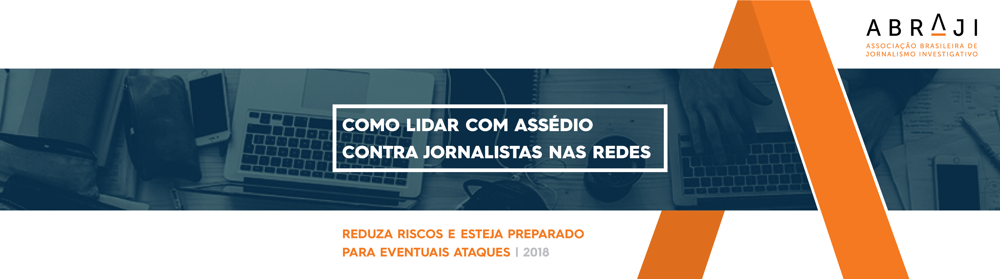 ABRAJI
ASSOCIAÇÃO BRASILEIRA DE
JORNALISMO INVESTIGATIVO
COMO LIDAR COM ASSÉDIO
CONTRA JORNALISTAS NAS REDES
REDUZA RISCOS E ESTEJA PREPARADO
PARA EVENTUAIS ATAQUES | 2018